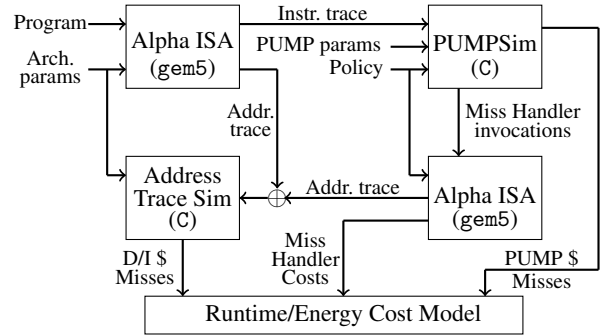 Program
Arch.
params
Alpha ISA
(gem5)
Instr. trace
PUMP params
Policy
PUMPSim
(C)
Addr.
trace
Miss Handler
invocations
Address
Trace Sim
(C)
Addr. trace
Alpha ISA
(gem5)
D/I $
Misses
Miss
Handler
Costs
PUMP $
Misses
Runtime/Energy Cost Model